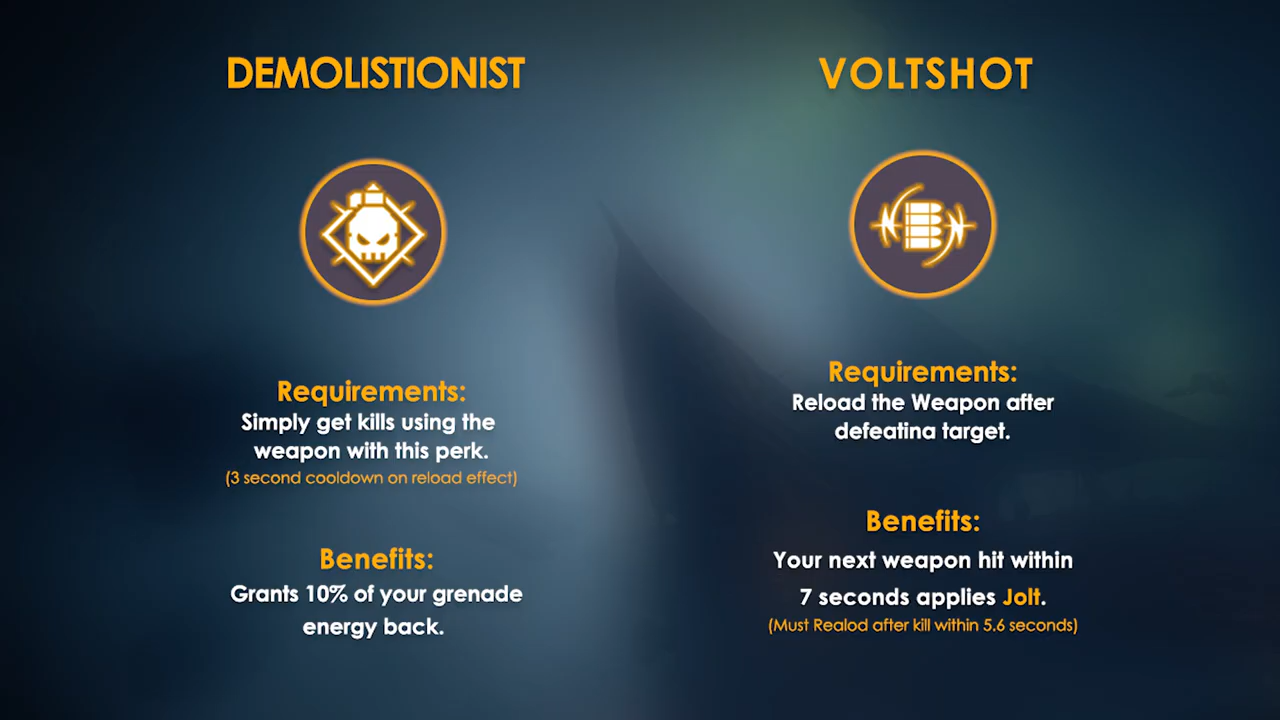 DEMOLISTIONIST
Requirements:
Simply get kills using the
weapon with this perk.
(3 second cooldown on reload effect)
Benefits:
Grants 10% of your grenade
energy back.
VOLTSHOT
Requirements:
Reload the Weapon after
defeatina target.
Benefits:
Your next weapon hit within
7 seconds applies Jolt.
(Must Realod after kill within 5.6 seconds)